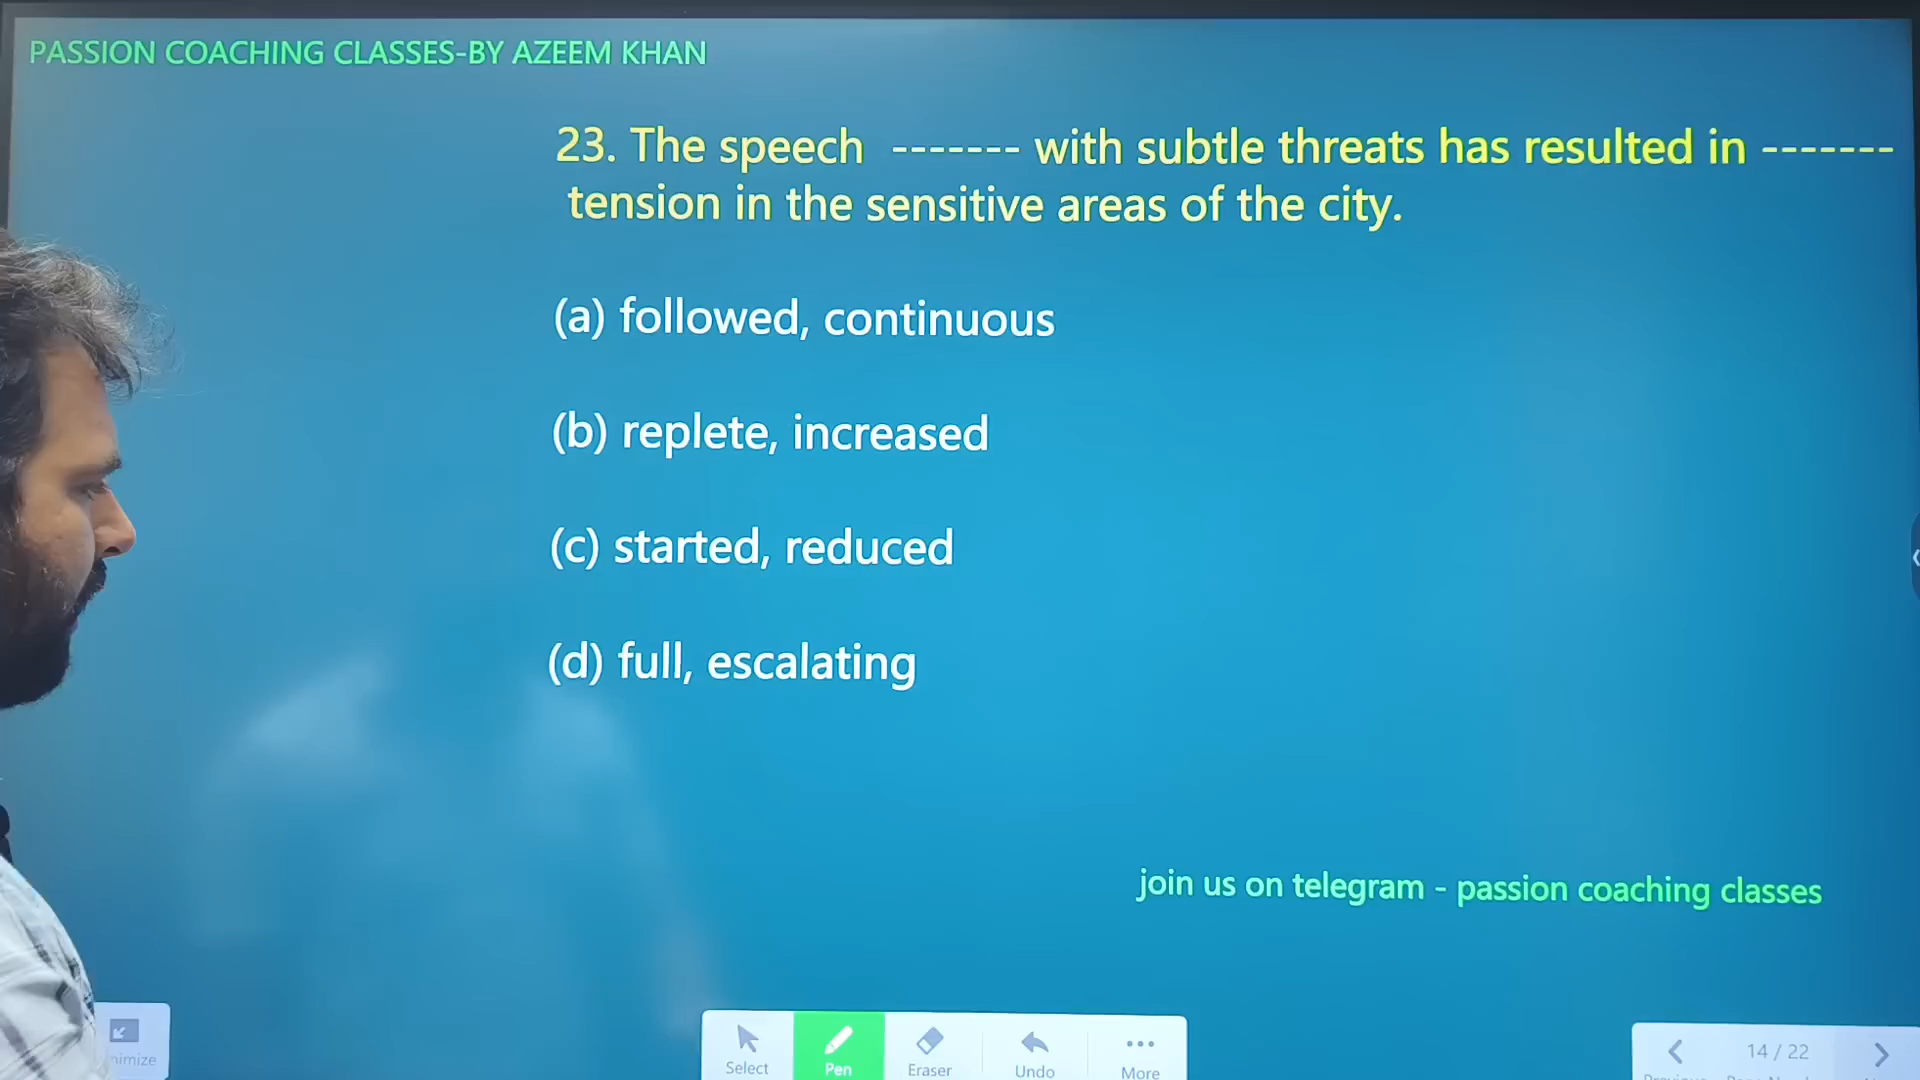 PASSION COACHING CLASSES-BY AZEEM KHAN
23. The speech ------- with subtle threats has resulted in -------
tension in the sensitive areas of the city.
(a) followed, continuous
(b) replete, increased
(c) started, reduced
(d) full, escalating
join us on telegram - passion coaching classes
Select Pen Eraser Undo More
14 / 22